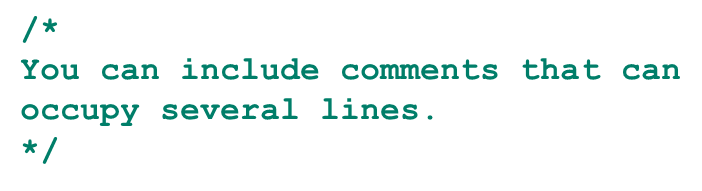 /*
You can include comments that can
occupy several lines.
*/